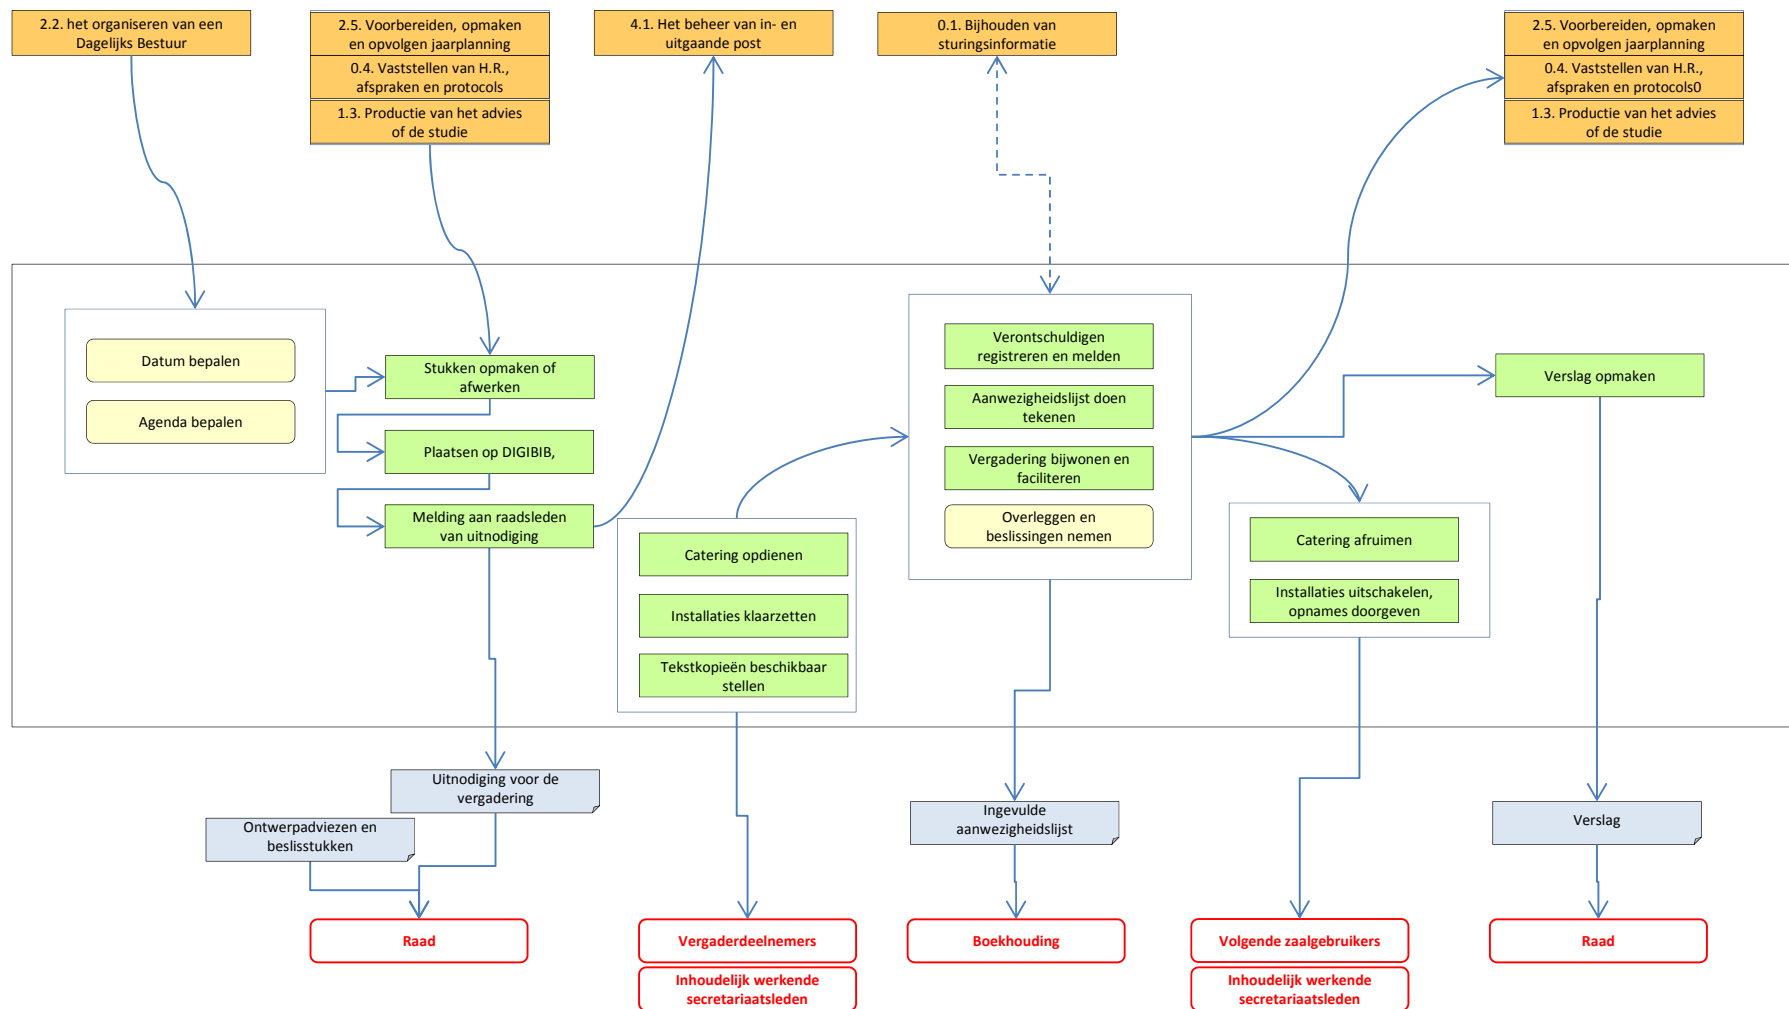 2.2. het organiseren van een
Dagelijks Bestuur
2.5. Voorbereiden, opmaken
en opvolgen jaarplanning
0.4. Vaststellen van H.R.,
afspraken en protocols
1.3. Productie van het advies
of de studie
4.1. Het beheer van in- en
uitgaande post
0.1. Bijhouden van
sturingsinformatie
2.5. Voorbereiden, opmaken
en opvolgen jaarplanning
0.4. Vaststellen van H.R.,
afspraken en protocols0
1.3. Productie van het advies
of de studie
Datum bepalen
Agenda bepalen
Stukken opmaken of
afwerken
Plaatsen op DIGIBIB,
Melding aan raadsleden
van uitnodiging
Catering opdienen
Installaties klaarzetten
Tekstkopieën beschikbaar
stellen
Verontschuldigen
registreren en melden
Aanwezigheidslijst doen
tekenen
Vergadering bijwonen en
faciliteren
Overleggen en
beslissingen nemen
Catering afruimen
Installaties uitschakelen,
opnames doorgeven
Verslag opmaken
Uitnodiging voor de
vergadering
Ontwerpadviezen en
beslisstukken
Ingevulde
aanwezigheidslijst
Verslag
Raad
Vergaderdeelnemers
Inhoudelijk werkende
secretariaatsleden
Boekhouding
Volgende zaalgebruikers
Inhoudelijk werkende
secretariaatsleden
Raad